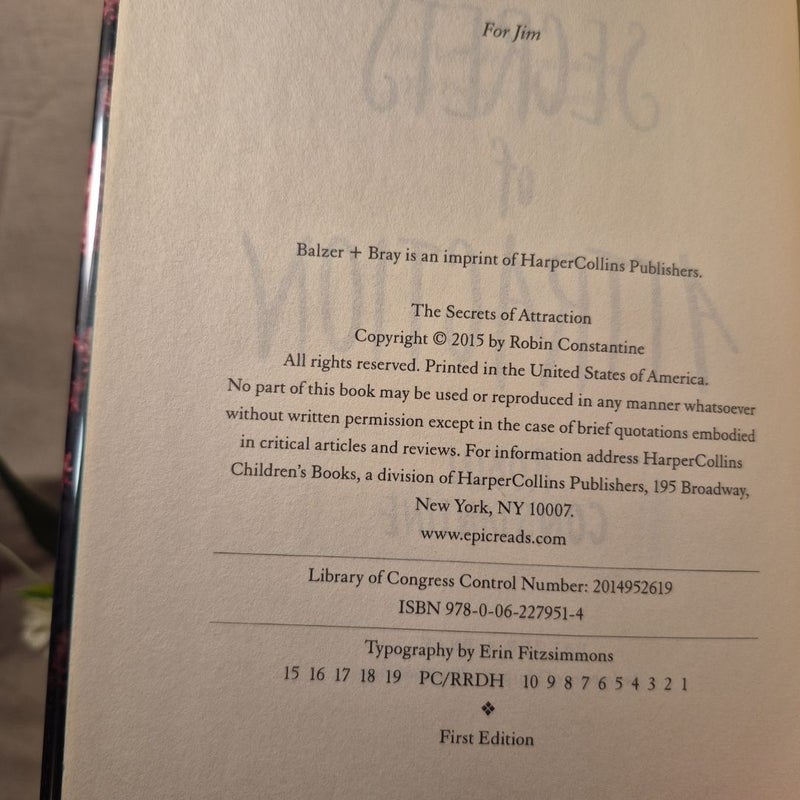 For Jim
Balzer + Bray is an imprint of HarperCollins Publishers.
The Secrets of Attraction
Copyright © 2015 by Robin Constantine
All rights reserved. Printed in the United States of America.
No part of this book may be used or reproduced in any manner whatsoever
without written permission except in the case of brief quotations embodied
in critical articles and reviews. For information address HarperCollins
Children's Books, a division of HarperCollins Publishers, 195 Broadway,
New York, NY 10007.
www.epicreads.com
Library of Congress Control Number: 2014952619
ISBN 978-0-06-227951-4
Typography by Erin Fitzsimmons
15 16 17 18 19 PC/RRDH 10 9 8 7 6 5 4 3 2 1
❖
First Edition